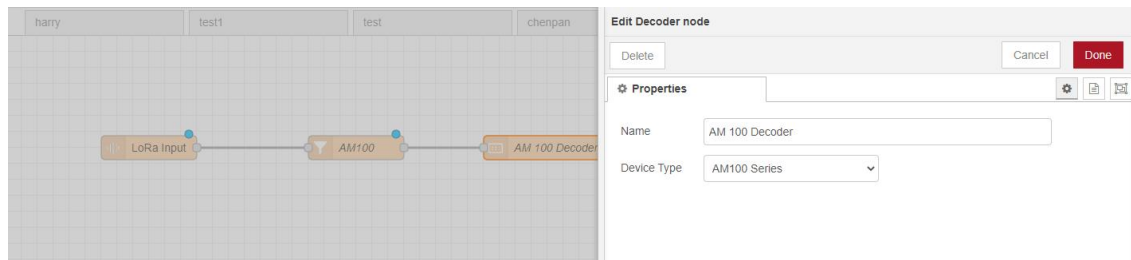 harry test1 test chenpan
LoRa Input AM100 AM 100 Decoder
Edit Decoder node
Delete Cancel Done
Properties
Name AM 100 Decoder
Device Type AM100 Series